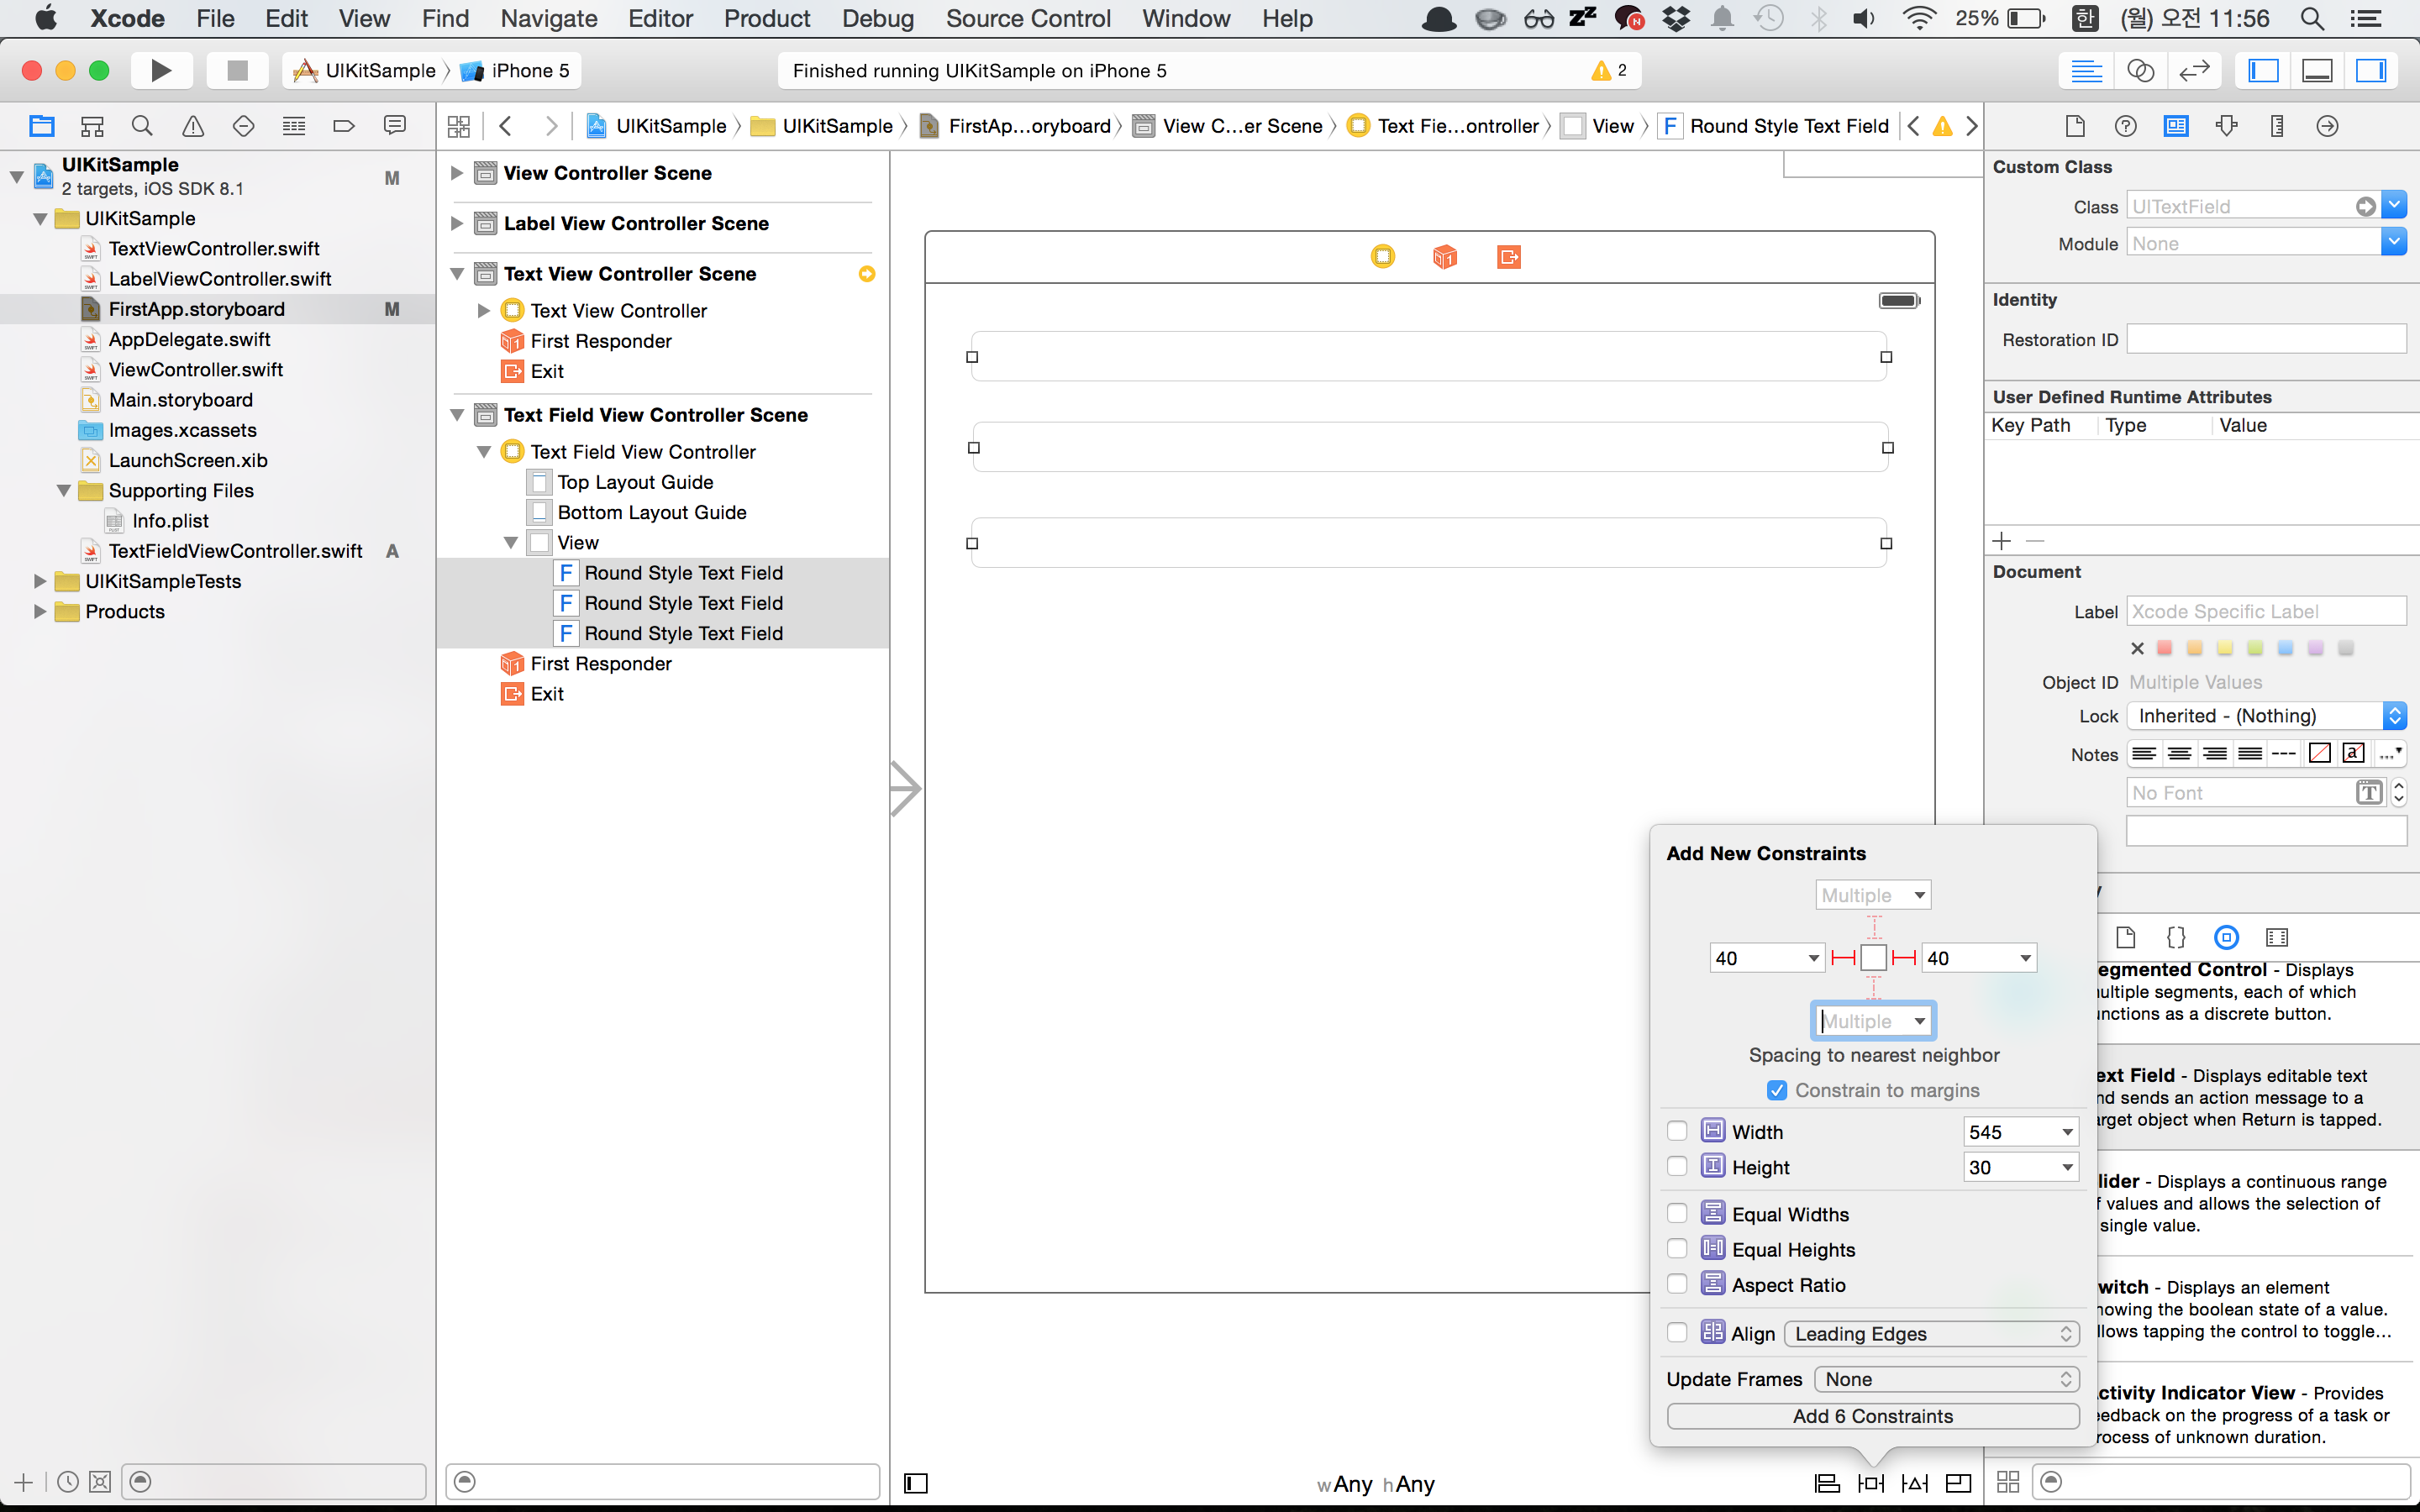 Xcode File Edit View Find Navigate Editor Product Debug Source Control Window Help 25% 한 (월) 오전 11:56
UIKitSample iPhone 5
Finished running UIKitSample on iPhone 5
2
UIKitSample UIKitSample FirstAp...oryboard View C...er Scene Text Fie...ontroller View F Round Style Text Field
UIKitSample
2 targets, iOS SDK 8.1
M
UIKitSample
TextViewController.swift
LabelViewController.swift
FirstApp.storyboard M
AppDelegate.swift
ViewController.swift
Main.storyboard
Images.xcassets
LaunchScreen.xib
Supporting Files
Info.plist
TextFieldViewController.swift A
UIKitSampleTests
Products
View Controller Scene
Label View Controller Scene
Text View Controller Scene
Text View Controller
First Responder
Exit
Text Field View Controller Scene
Text Field View Controller
Top Layout Guide
Bottom Layout Guide
View
F Round Style Text Field
F Round Style Text Field
F Round Style Text Field
First Responder
Exit
wAny hAny
Custom Class
Class UITextField
Module None
Identity
Restoration ID
User Defined Runtime Attributes
Key Path Type Value
Document
Label Xcode Specific Label
Object ID Multiple Values
Lock Inherited - (Nothing)
Notes
No Font
Add New Constraints
Multiple
40 40
Multiple
Spacing to nearest neighbor
Constrain to margins
Width 545
Height 30
Equal Widths
Equal Heights
Aspect Ratio
Align Leading Edges
Update Frames None
Add 6 Constraints
egmented Control - Displays
ultiple segments, each of which
nctions as a discrete button.
ext Field - Displays editable text
nd sends an action message to a
rget object when Return is tapped.
lider - Displays a continuous range
f values and allows the selection of
single value.
witch - Displays an element
howing the boolean state of a value.
llows tapping the control to toggle...
ctivity Indicator View - Provides
eedback on the progress of a task or
rocess of unknown duration.